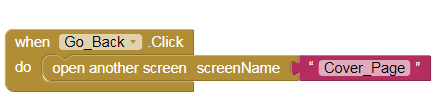 when Go_Back .Click
do open another screen screenName " Cover_Page "